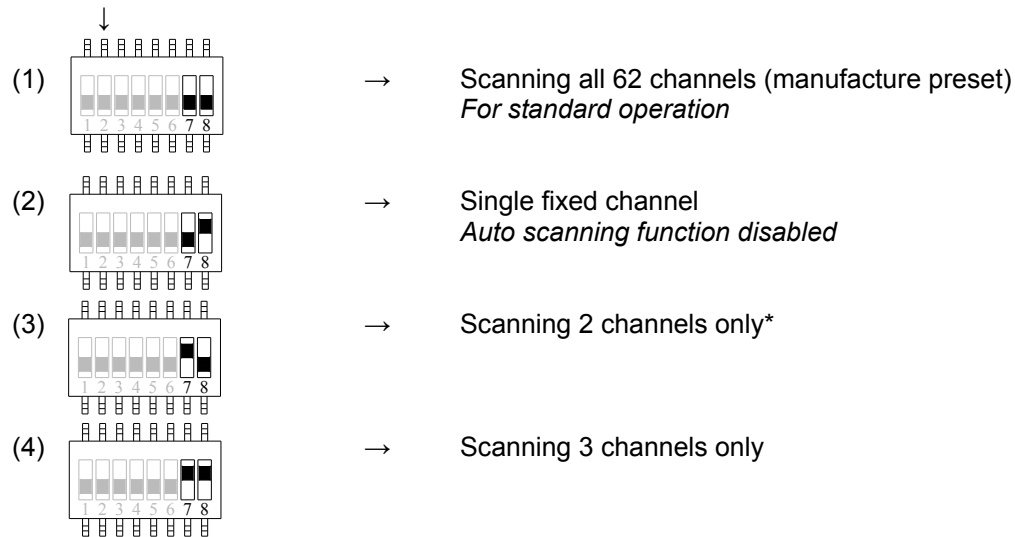 ↓
(1) 1 2 3 4 5 6 7 8 → Scanning all 62 channels (manufacture preset)
For standard operation
(2) 1 2 3 4 5 6 7 8 → Single fixed channel
Auto scanning function disabled
(3) 1 2 3 4 5 6 7 8 → Scanning 2 channels only*
(4) 1 2 3 4 5 6 7 8 → Scanning 3 channels only